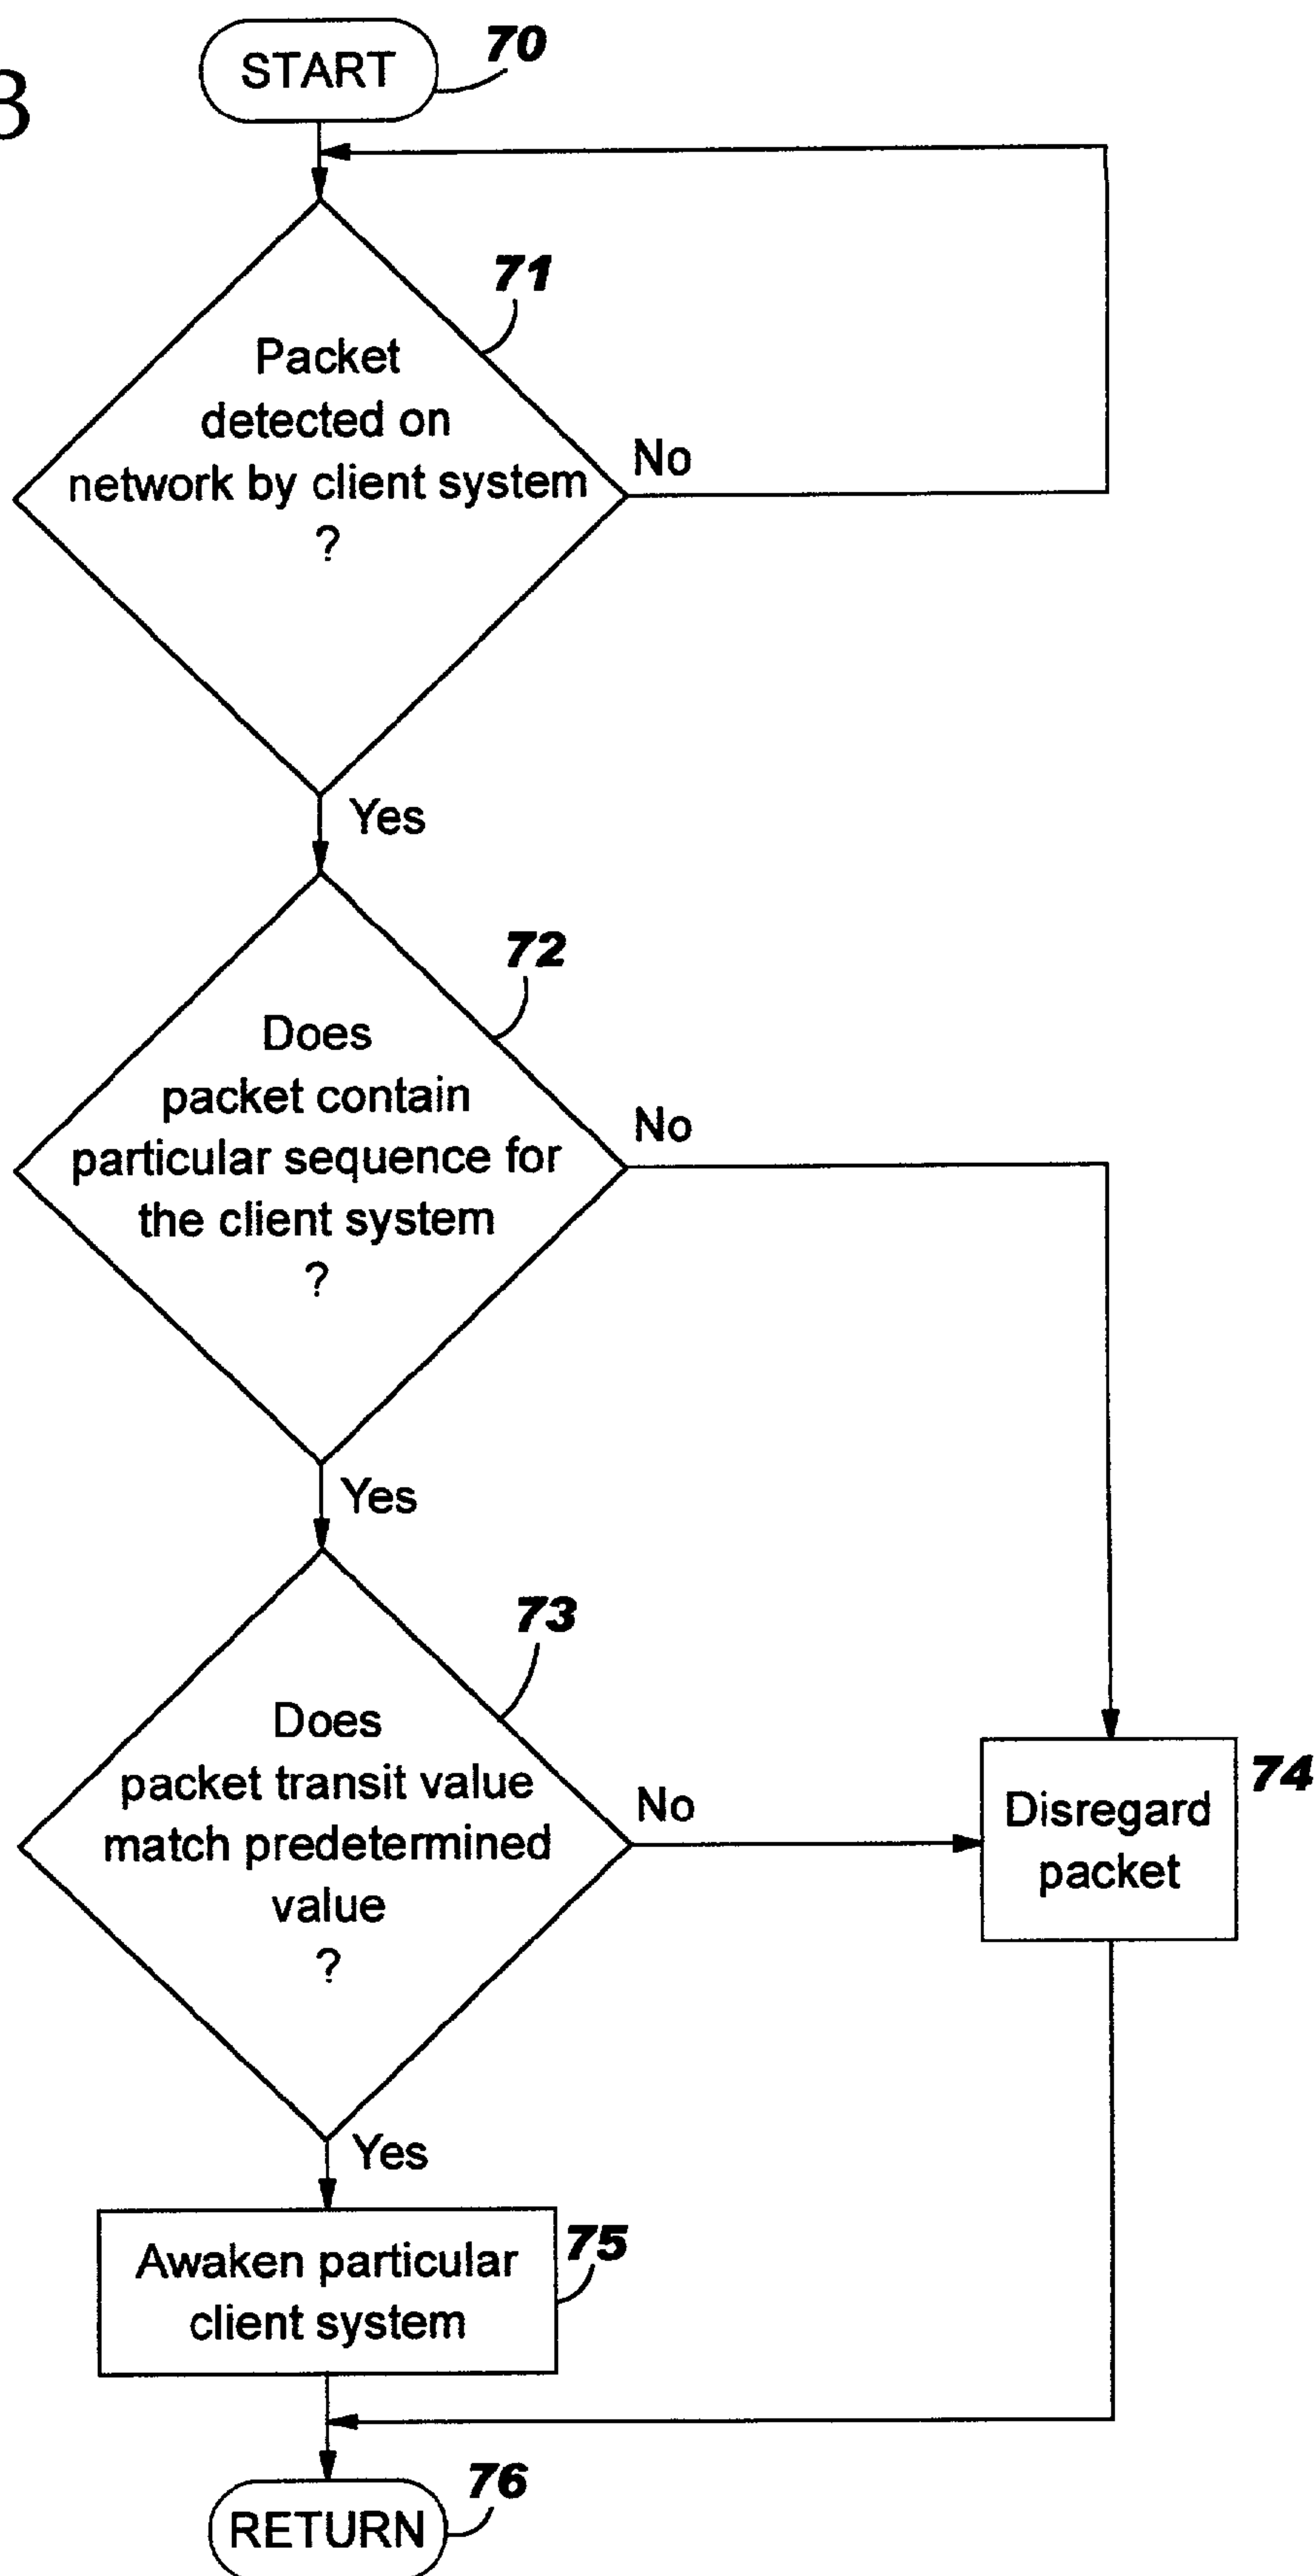 START
70
3
71
Packet
detected on
network by client system
?
No
Yes
72
Does
packet contain
particular sequence for
the client system
?
No
Yes
73
Does
packet transit value
match predetermined
value
?
No
74
Disregard
packet
Yes
Awaken particular
client system
75
RETURN
76